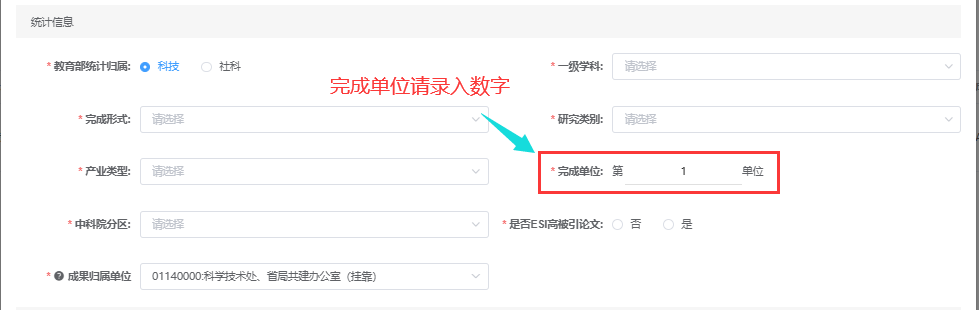 统计信息
* 教育部统计归属: 科技 社科
* 一级学科: 请选择
完成单位请录入数字
* 完成形式: 请选择
* 研究类别: 请选择
* 产业类型: 请选择
* 完成单位: 第 1 单位
* 中科院分区: 请选择
* 是否ESI高被引论文: 否 是
* ? 成果归属单位 01140000:科学技术处、省局共建办公室（挂靠）